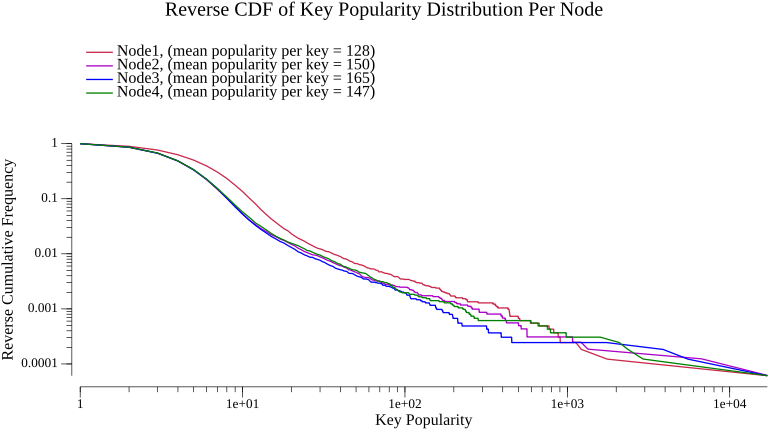 Reverse CDF of Key Popularity Distribution Per Node
Node1, (mean popularity per key = 128)
Node2, (mean popularity per key = 150)
Node3, (mean popularity per key = 165)
Node4, (mean popularity per key = 147)
Reverse Cumulative Frequency
1
0.1
0.01
0.001
0.0001
1 1e+01 1e+02 1e+03 1e+04
Key Popularity